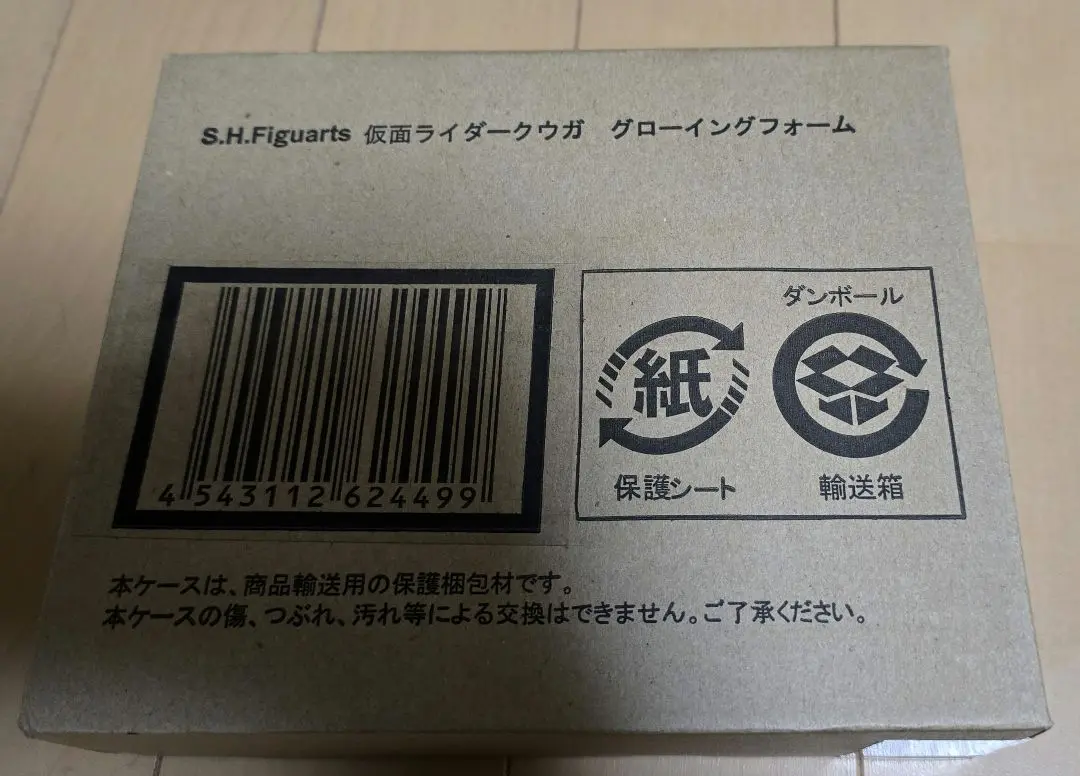 S.H.Figuarts 仮面ライダークウガ　グローイングフォーム
4 543112 624499
ダンボール
紙
保護シート
輸送箱
本ケースは、商品輸送用の保護梱包材です。
本ケースの傷、つぶれ、汚れ等による交換はできません。ご了承ください。